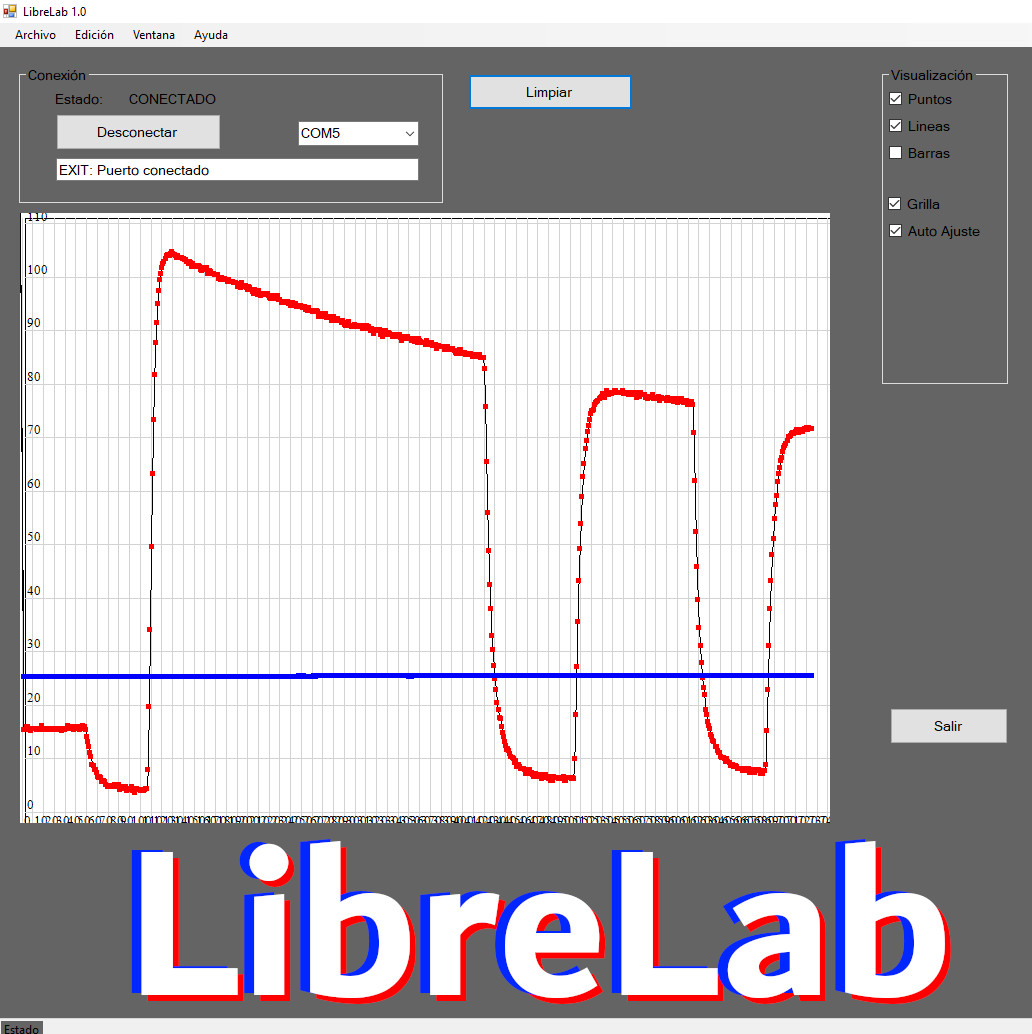 LibreLab 1.0
Archivo Edición Ventana Ayuda
Conexión
Estado: CONECTADO
Desconectar
COM5
EXIT: Puerto conectado
Limpiar
Visualización
Puntos
Lineas
Barras
Grilla
Auto Ajuste
110
100
90
80
70
60
50
40
30
20
10
0
Salir
LibreLab
Estado